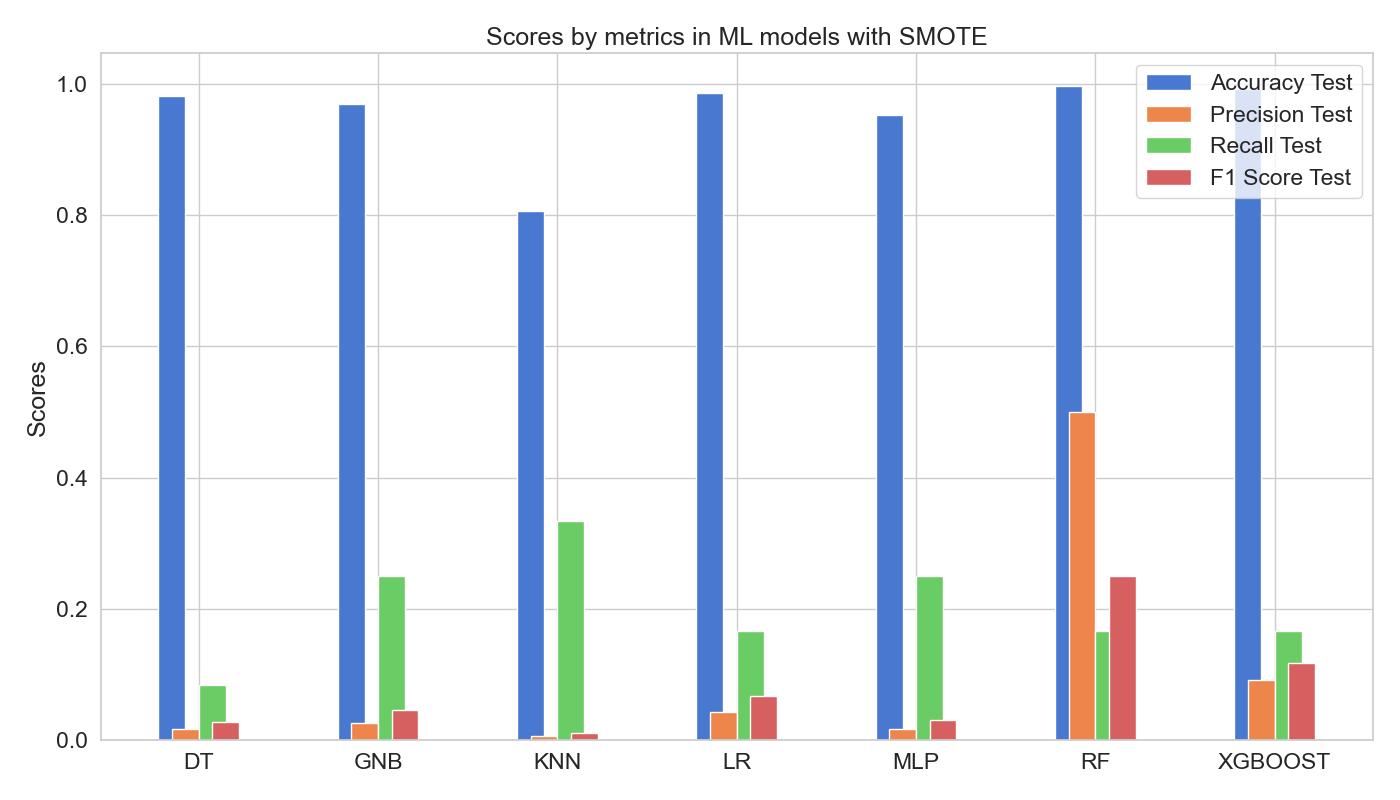 Scores by metrics in ML models with SMOTE
Accuracy Test
Precision Test
Recall Test
F1 Score Test
Scores
1.0
0.8
0.6
0.4
0.2
0.0
DT GNB KNN LR MLP RF XGBOOST